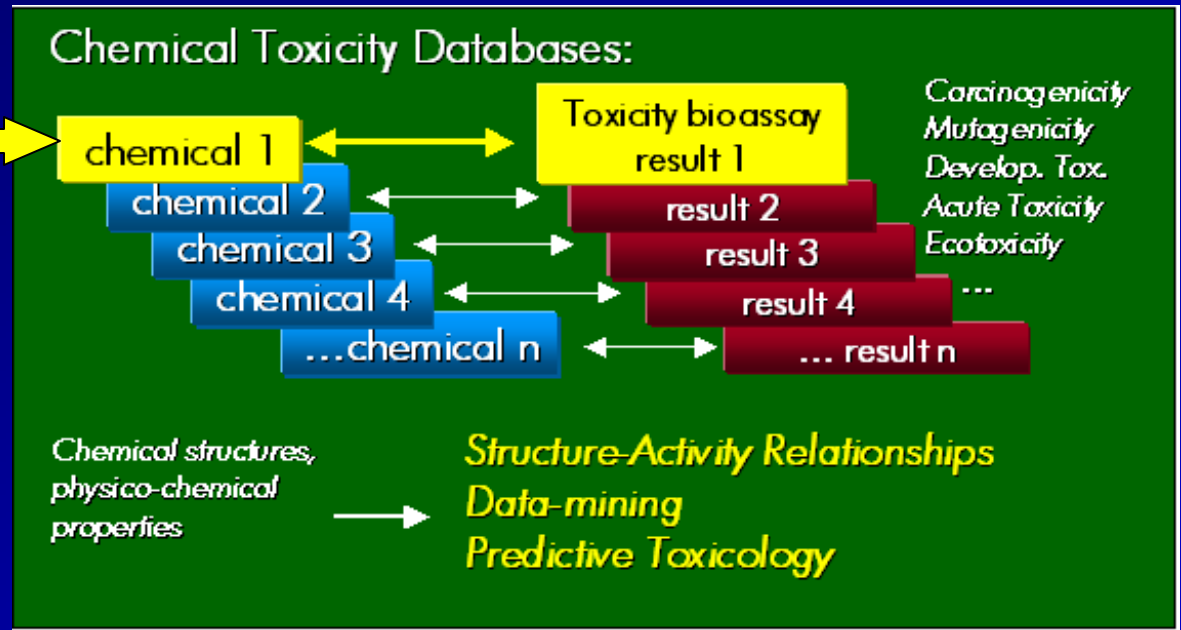 Chemical Toxicity Databases:
chemical 1
chemical 2
chemical 3
chemical 4
...chemical n
Toxicity bioassay
result 1
result 2
result 3
result 4
... result n
Carcinogenicity
Mutagenicity
Develop. Tox.
Acute Toxicity
Ecotoxicity
...
Chemical structures,
physico-chemical
properties
Structure-Activity Relationships
Data-mining
Predictive Toxicology